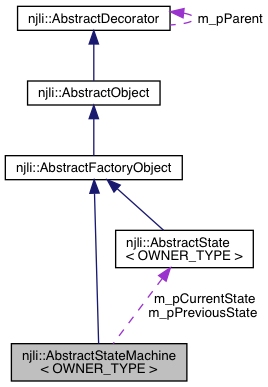 njli::AbstractDecorator
m_pParent
njli::AbstractObject
njli::AbstractFactoryObject
njli::AbstractState
< OWNER_TYPE >
m_pCurrentState
m_pPreviousState
njli::AbstractStateMachine
< OWNER_TYPE >